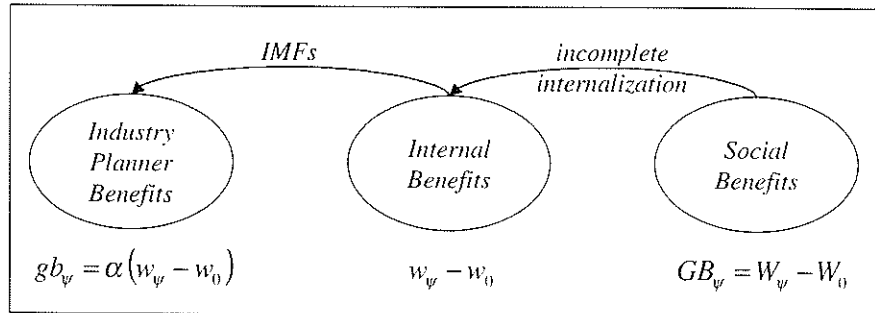 IMFs
incomplete
internalization
Industry
Planner
Benefits
Internal
Benefits
Social
Benefits
gb_ψ = α(w_ψ − w_0)
w_ψ − w_0
GB_ψ = W_ψ − W_0